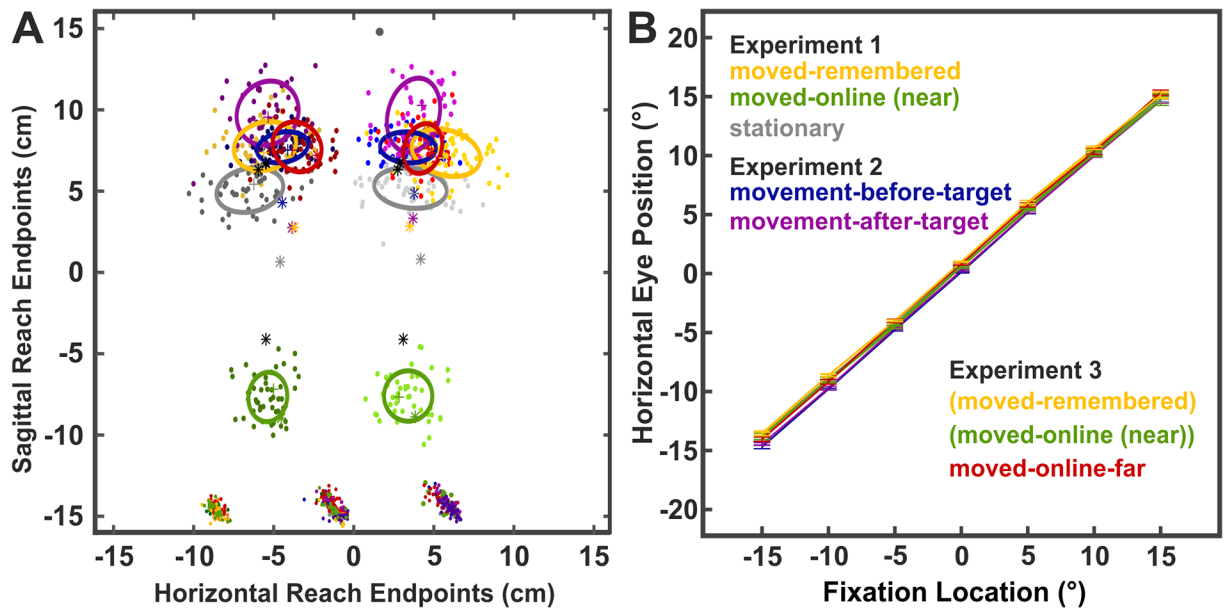 A
15
10
5
0
-5
-10
-15
-15
-10
-5
0
5
10
15
Sagittal Reach Endpoints (cm)
Horizontal Reach Endpoints (cm)
B
20
15
10
5
0
-5
-10
-15
-20
-15
-10
-5
0
5
10
15
Horizontal Eye Position (°)
Fixation Location (°)
Experiment 1
moved-remembered
moved-online (near)
stationary
Experiment 2
movement-before-target
movement-after-target
Experiment 3
(moved-remembered)
(moved-online (near))
moved-online-far